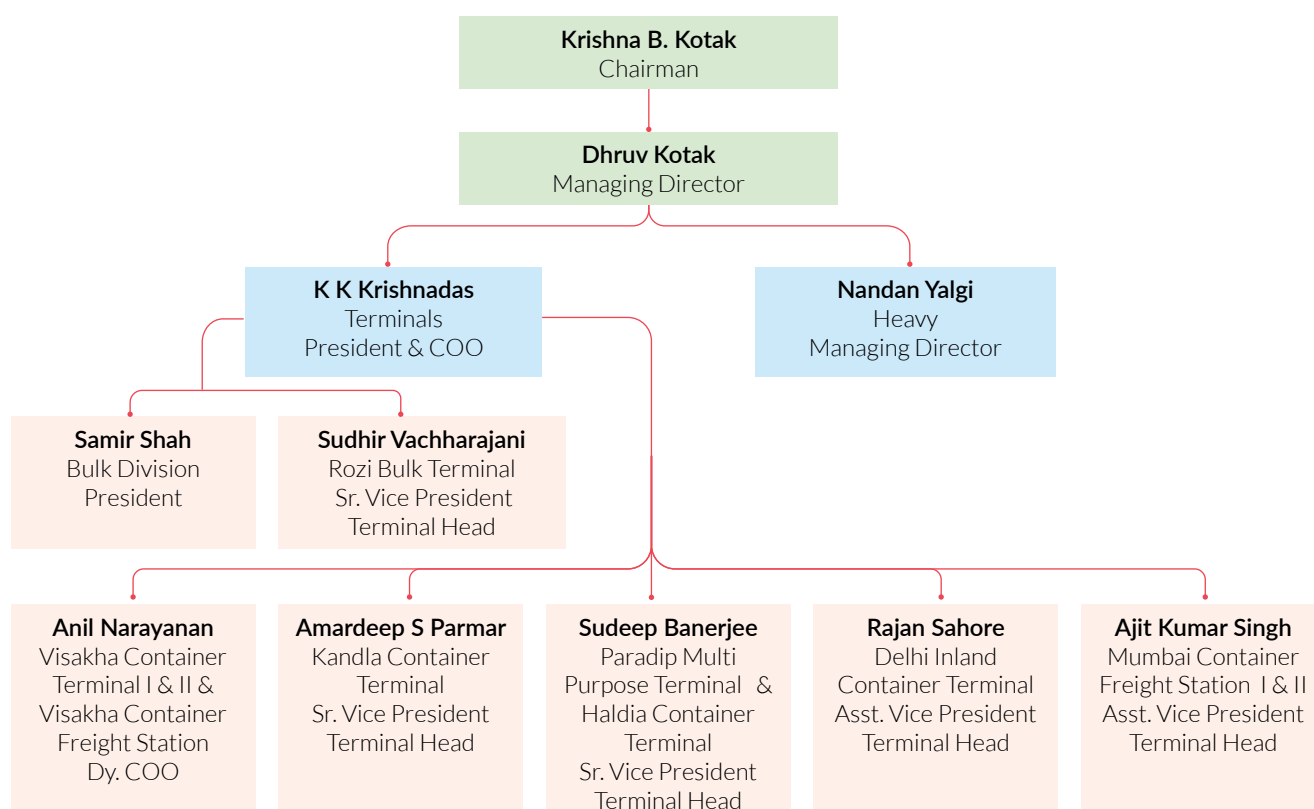 Krishna B. Kotak
Chairman
Dhruv Kotak
Managing Director
K K Krishnadas
Terminals
President & COO
Nandan Yalgi
Heavy
Managing Director
Samir Shah
Bulk Division
President
Sudhir Vachharajani
Rozi Bulk Terminal
Sr. Vice President
Terminal Head
Anil Narayanan
Visakha Container
Terminal I & II &
Visakha Container
Freight Station
Dy. COO
Amardeep S Parmar
Kandla Container
Terminal
Sr. Vice President
Terminal Head
Sudeep Banerjee
Paradip Multi
Purpose Terminal &
Haldia Container
Terminal
Sr. Vice President
Terminal Head
Rajan Sahore
Delhi Inland
Container Terminal
Asst. Vice President
Terminal Head
Ajit Kumar Singh
Mumbai Container
Freight Station I & II
Asst. Vice President
Terminal Head